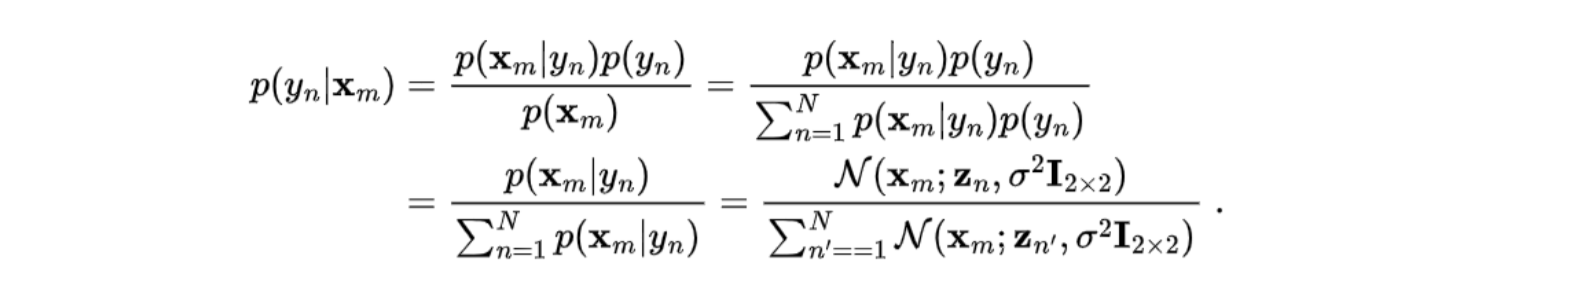 $p(y_n|\mathbf{x}_m) = \frac{p(\mathbf{x}_m|y_n)p(y_n)}{p(\mathbf{x}_m)} = \frac{p(\mathbf{x}_m|y_n)p(y_n)}{\sum_{n=1}^{N} p(\mathbf{x}_m|y_n)p(y_n)}$
$= \frac{p(\mathbf{x}_m|y_n)}{\sum_{n=1}^{N} p(\mathbf{x}_m|y_n)} = \frac{\mathcal{N}(\mathbf{x}_m; \mathbf{z}_n, \sigma^2 \mathbf{I}_{2\times 2})}{\sum_{n'==1}^{N} \mathcal{N}(\mathbf{x}_m; \mathbf{z}_{n'}, \sigma^2 \mathbf{I}_{2\times 2})} .$